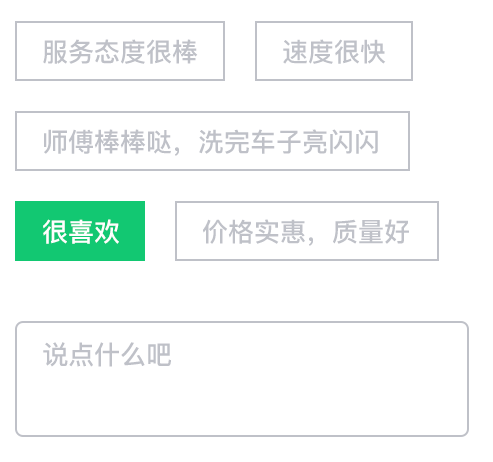 服务态度很棒 速度很快
师傅棒棒哒，洗完车子亮闪闪
很喜欢 价格实惠，质量好
说点什么吧